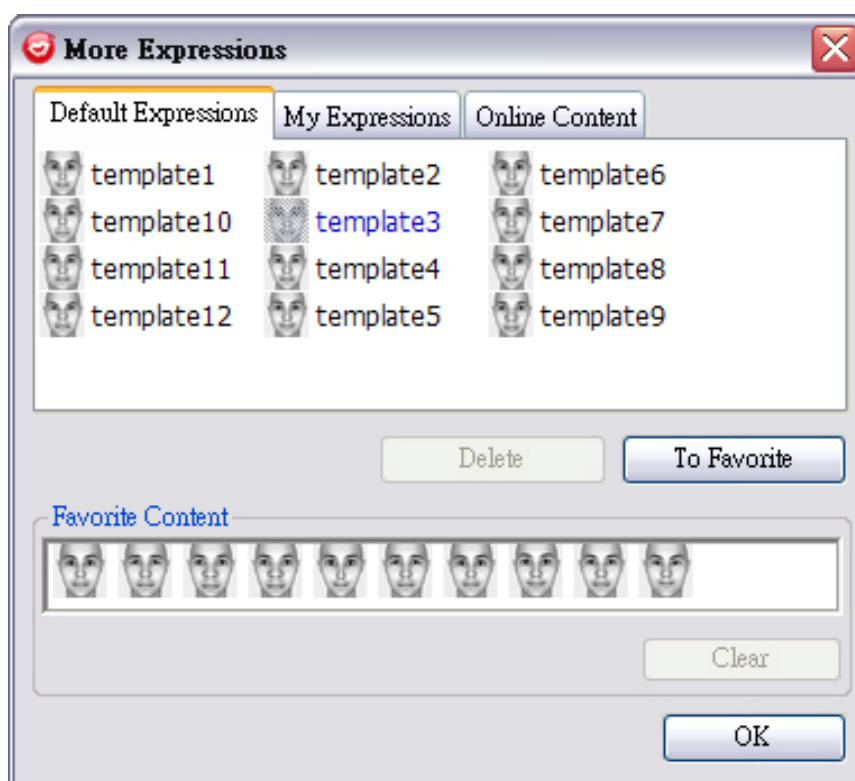 More Expressions
Default Expressions My Expressions Online Content
template1 template2 template6
template10 template3 template7
template11 template4 template8
template12 template5 template9
Delete To Favorite
Favorite Content
Clear
OK